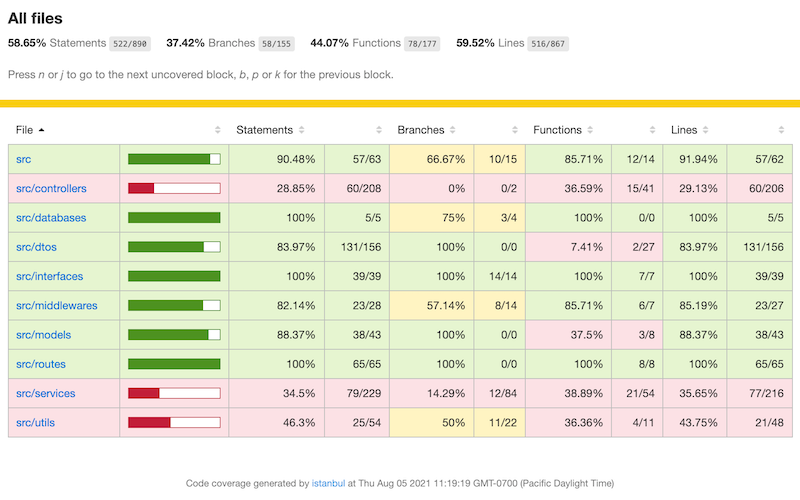 All files
58.65% Statements 522/890 37.42% Branches 58/155 44.07% Functions 78/177 59.52% Lines 516/867
Press n or j to go to the next uncovered block, b, p or k for the previous block.
File Statements Branches Functions Lines
src 90.48% 57/63 66.67% 10/15 85.71% 12/14 91.94% 57/62
src/controllers 28.85% 60/208 0% 0/2 36.59% 15/41 29.13% 60/206
src/databases 100% 5/5 75% 3/4 100% 0/0 100% 5/5
src/dtos 83.97% 131/156 100% 0/0 7.41% 2/27 83.97% 131/156
src/interfaces 100% 39/39 100% 14/14 100% 7/7 100% 39/39
src/middlewares 82.14% 23/28 57.14% 8/14 85.71% 6/7 85.19% 23/27
src/models 88.37% 38/43 100% 0/0 37.5% 3/8 88.37% 38/43
src/routes 100% 65/65 100% 0/0 100% 8/8 100% 65/65
src/services 34.5% 79/229 14.29% 12/84 38.89% 21/54 35.65% 77/216
src/utils 46.3% 25/54 50% 11/22 36.36% 4/11 43.75% 21/48
Code coverage generated by istanbul at Thu Aug 05 2021 11:19:19 GMT-0700 (Pacific Daylight Time)